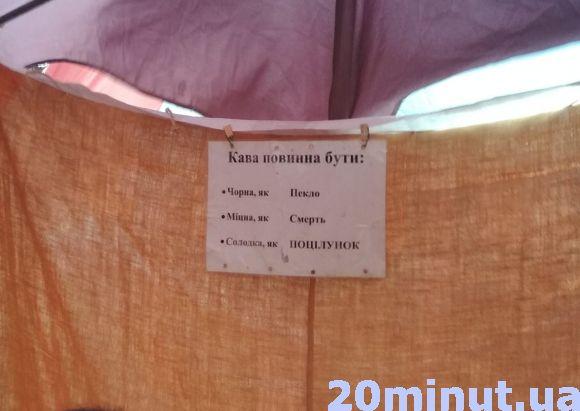 Кава повинна бути:
• Чорна, як Пекло
• Міцна, як Смерть
• Солодка, як ПОЦІЛУНОК
20minut.ua